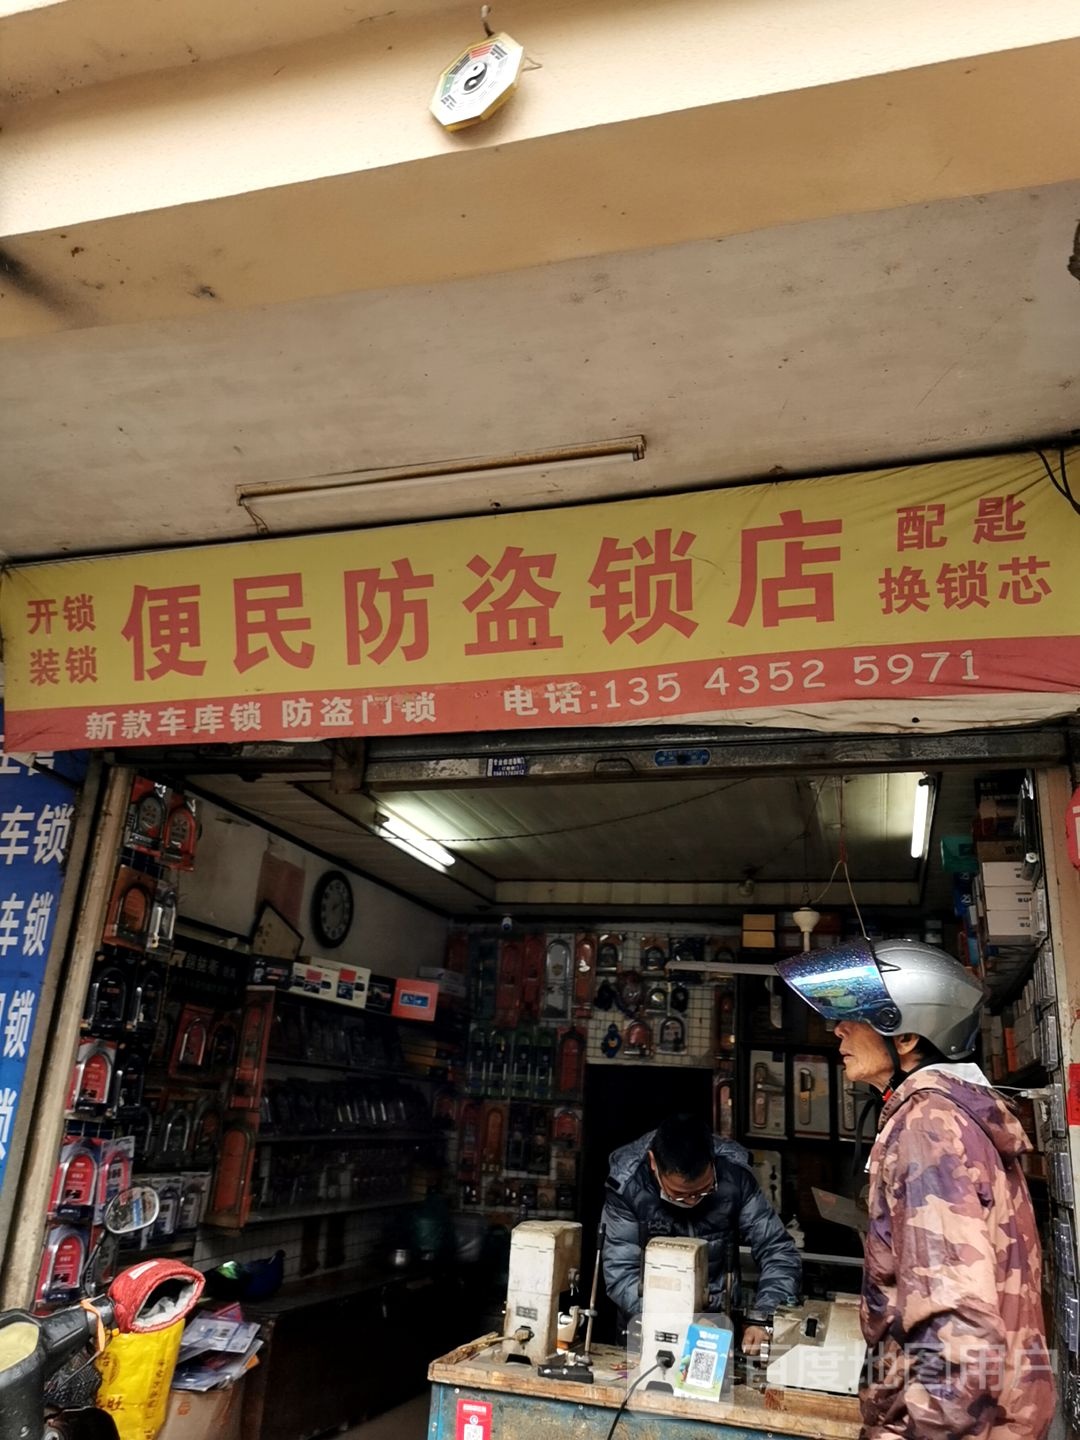 开锁
装锁
便民防盗锁店
配匙
换锁芯
新款车库锁 防盗门锁 电话:135 4352 5971
车锁
车锁
锁
锁
百度地图用户